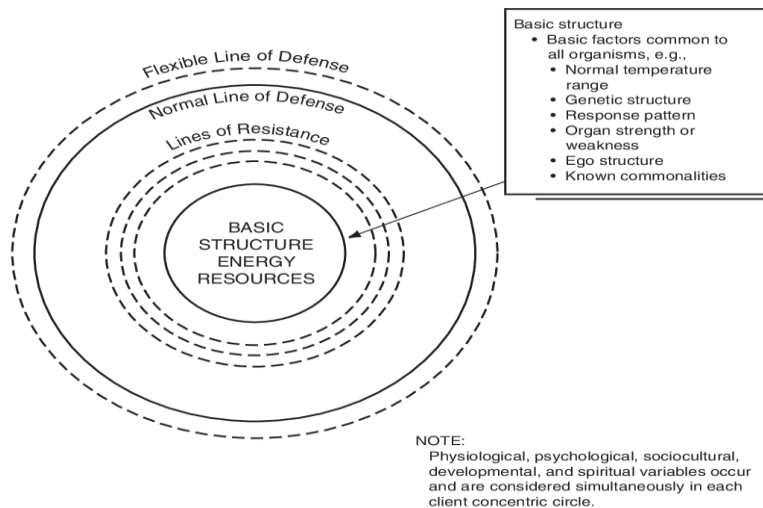 Flexible Line of Defense
Normal Line of Defense
Lines of Resistance
BASIC
STRUCTURE
ENERGY
RESOURCES
Basic structure
• Basic factors common to
all organisms, e.g.,
• Normal temperature
range
• Genetic structure
• Response pattern
• Organ strength or
weakness
• Ego structure
• Known commonalities
NOTE:
Physiological, psychological, sociocultural,
developmental, and spiritual variables occur
and are considered simultaneously in each
client concentric circle.